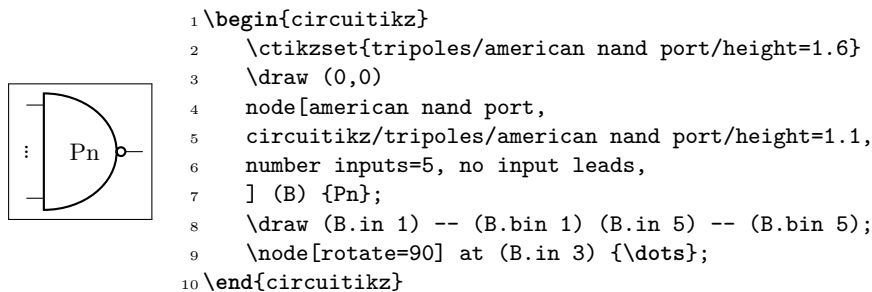 Pn
1 \begin{circuitikz}
2     \ctikzset{tripoles/american nand port/height=1.6}
3     \draw (0,0)
4     node[american nand port,
5     circuitikz/tripoles/american nand port/height=1.1,
6     number inputs=5, no input leads,
7     ] (B) {Pn};
8     \draw (B.in 1) -- (B.bin 1) (B.in 5) -- (B.bin 5);
9     \node[rotate=90] at (B.in 3) {\dots};
10 \end{circuitikz}